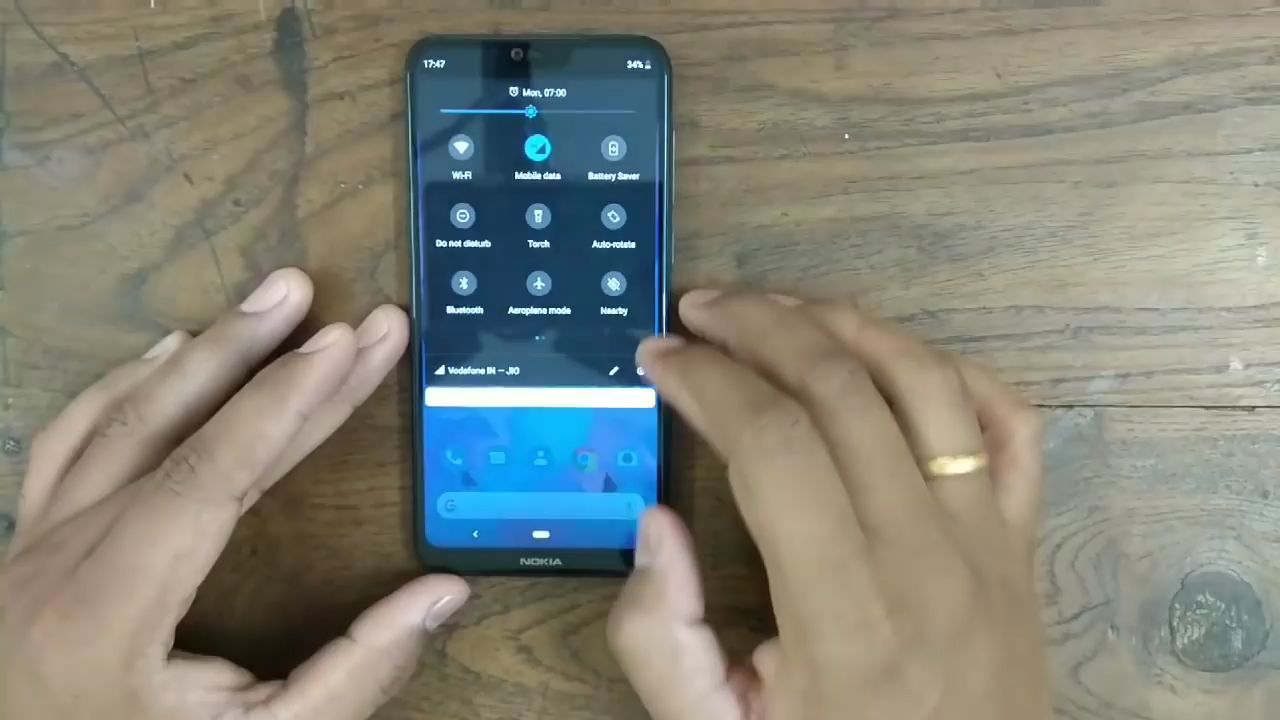 17:47 34%
Mon, 07:00
Wi-Fi Mobile data Battery Saver
Do not disturb Torch Auto-rotate
Bluetooth Aeroplane mode Nearby
Vodafone IN — JIO
NOKIA